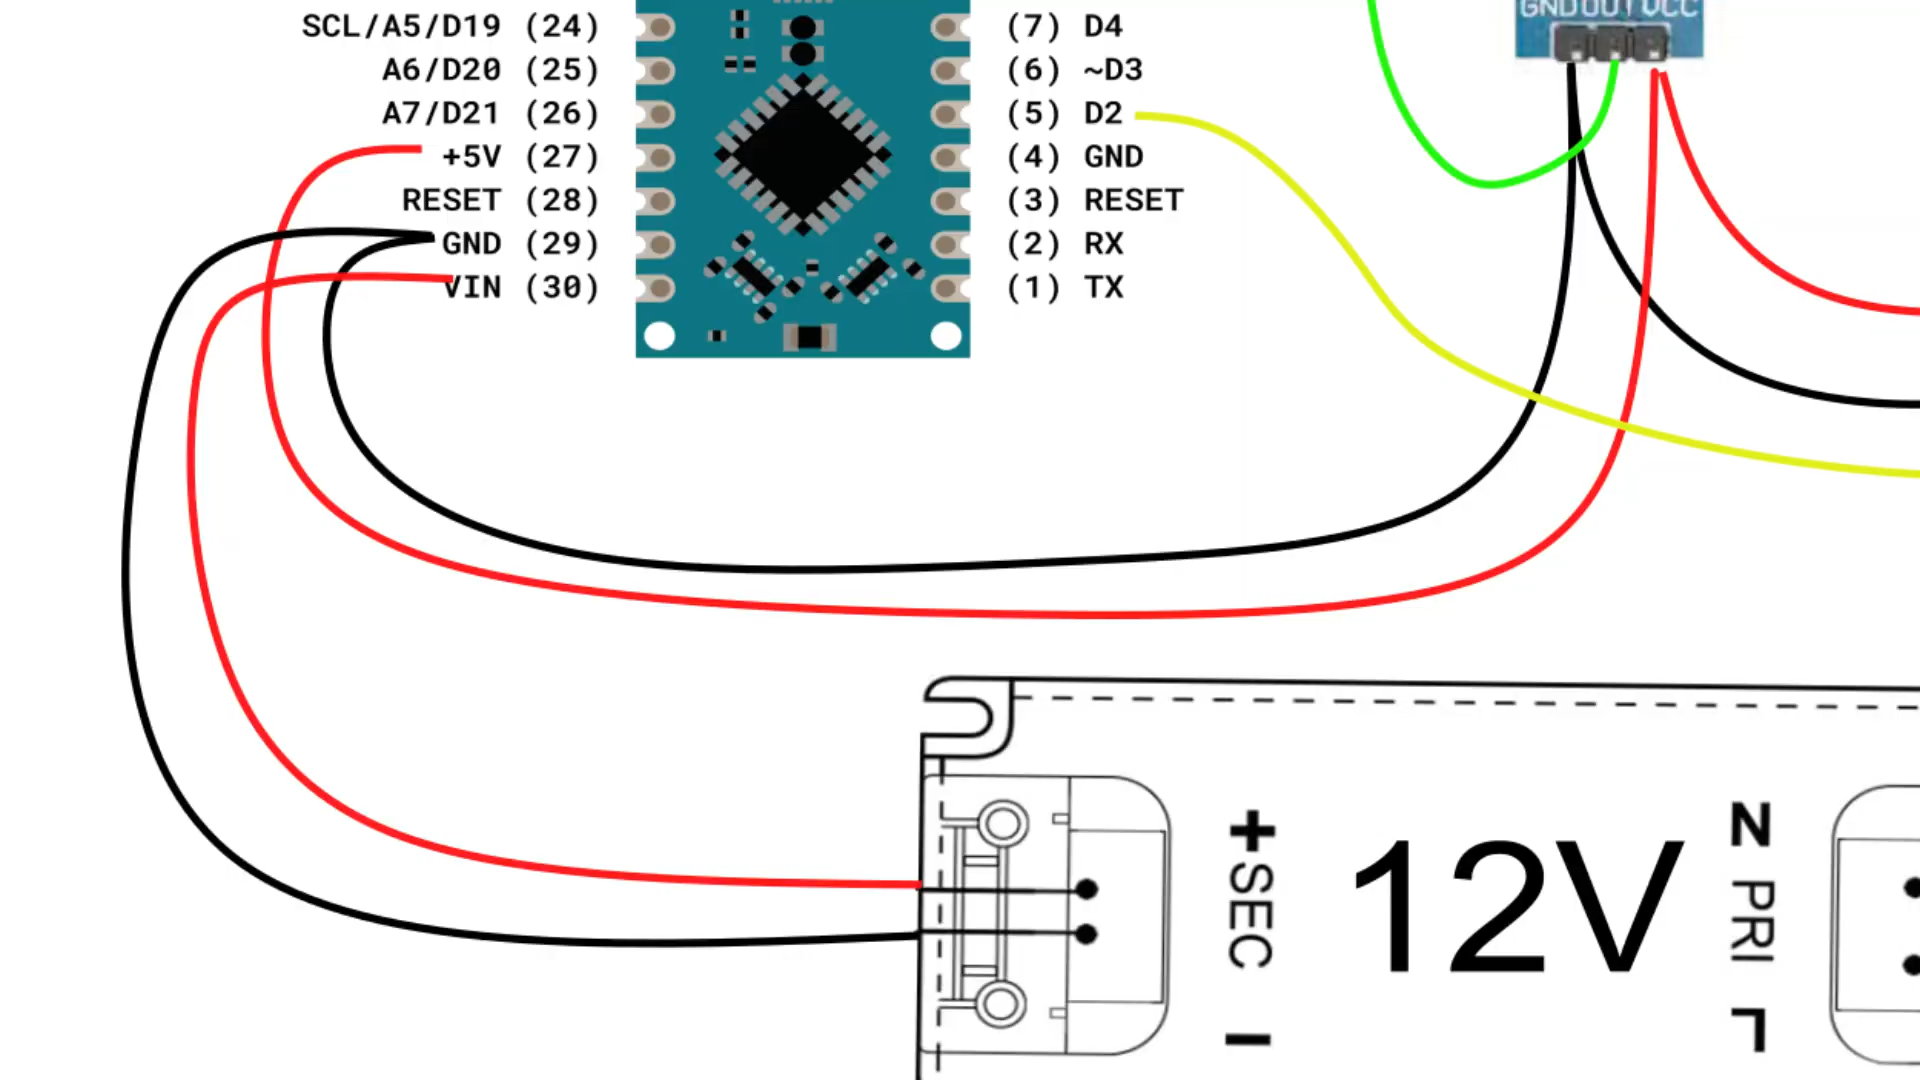 SCL/A5/D19 (24)
A6/D20 (25)
A7/D21 (26)
+5V (27)
RESET (28)
GND (29)
VIN (30)
(7) D4
(6) ~D3
(5) D2
(4) GND
(3) RESET
(2) RX
(1) TX
GND OUT VCC
+ SEC -
12V
N PRI L